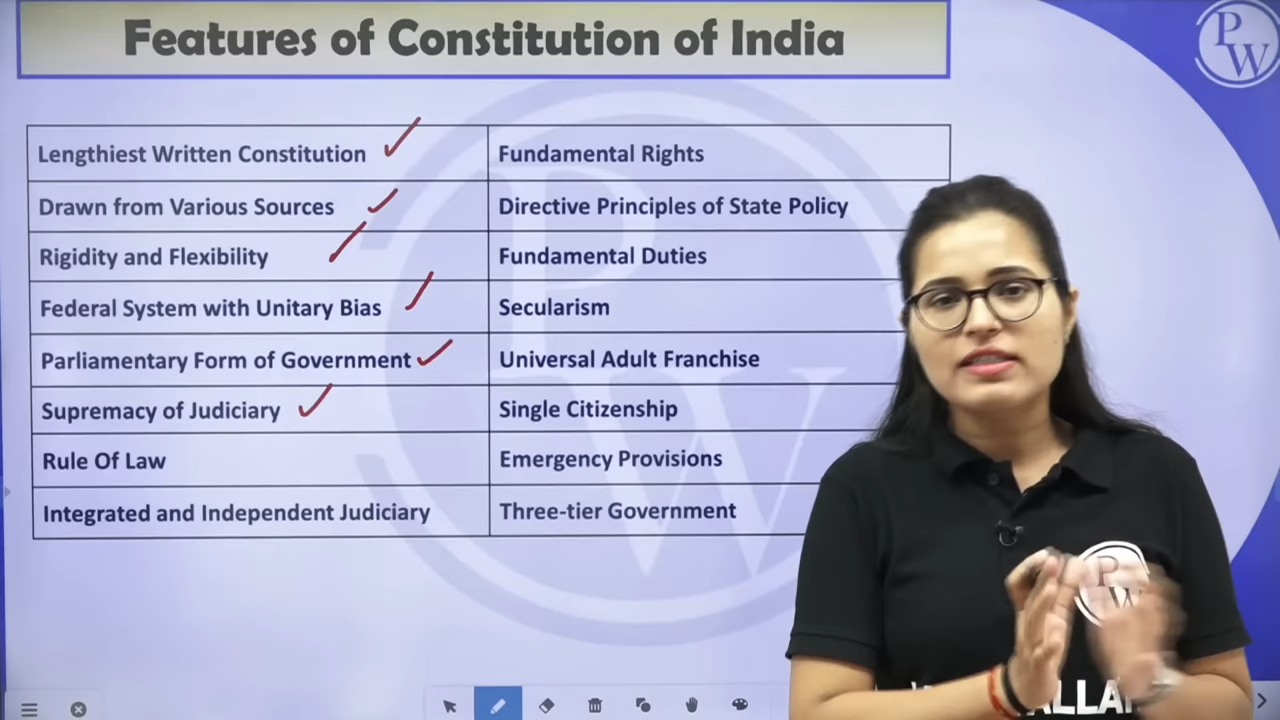 Features of Constitution of India
PW
Lengthiest Written Constitution
Fundamental Rights
Drawn from Various Sources
Directive Principles of State Policy
Rigidity and Flexibility
Fundamental Duties
Federal System with Unitary Bias
Secularism
Parliamentary Form of Government
Universal Adult Franchise
Supremacy of Judiciary
Single Citizenship
Rule Of Law
Emergency Provisions
Integrated and Independent Judiciary
Three-tier Government
PW
PW